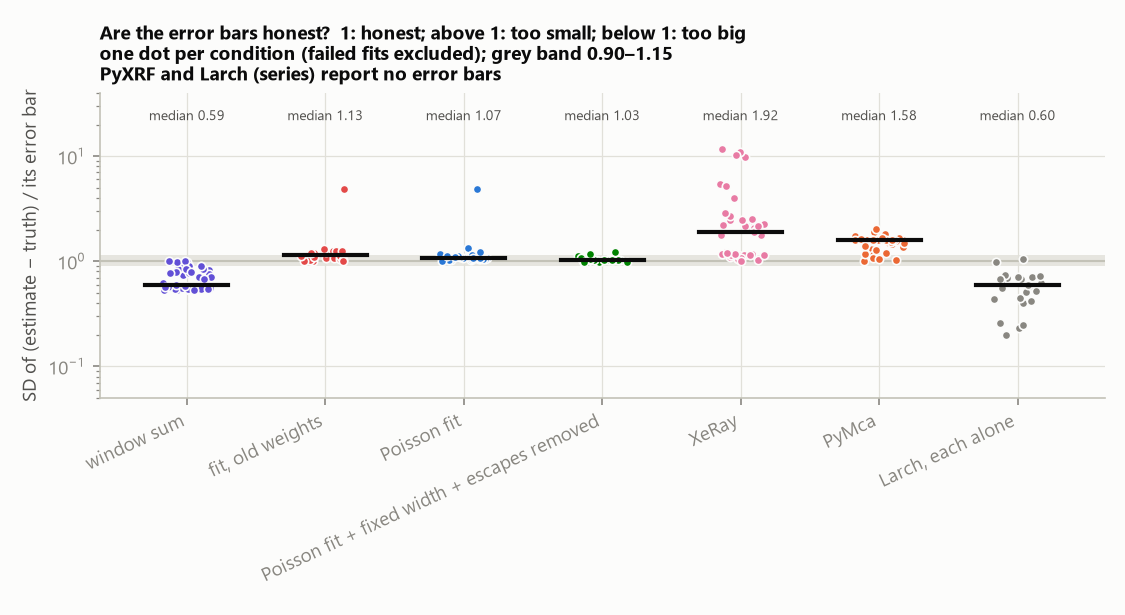 Are the error bars honest?  1: honest; above 1: too small; below 1: too big
one dot per condition (failed fits excluded); grey band 0.90–1.15
PyXRF and Larch (series) report no error bars
SD of (estimate − truth) / its error bar
median 0.59
median 1.13
median 1.07
median 1.03
median 1.92
median 1.58
median 0.60
10¹
10⁰
10⁻¹
window sum
fit, old weights
Poisson fit
Poisson fit + fixed width + escapes removed
XeRay
PyMca
Larch, each alone